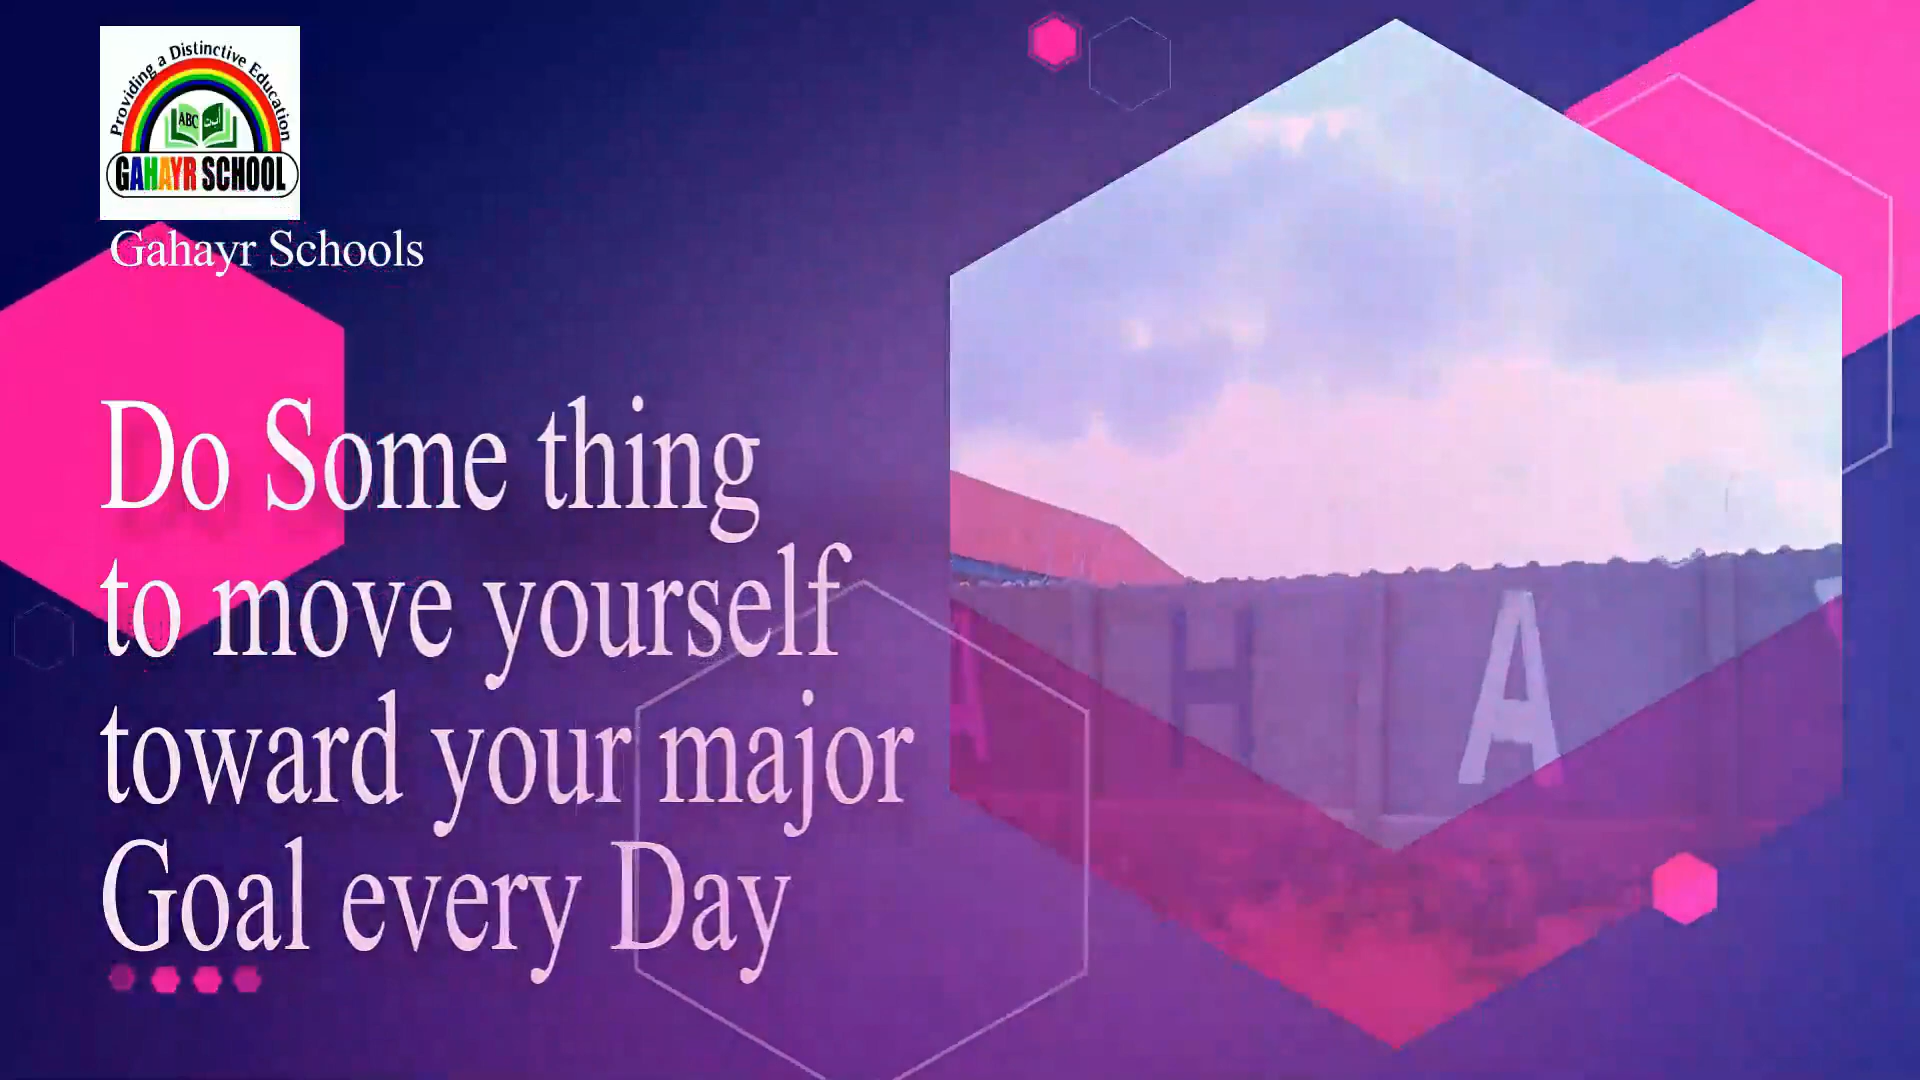 Providing a Distinctive Education
ABC
GAHAYR SCHOOL
Gahayr Schools
Do Some thing
to move yourself
toward your major
Goal every Day
A H A